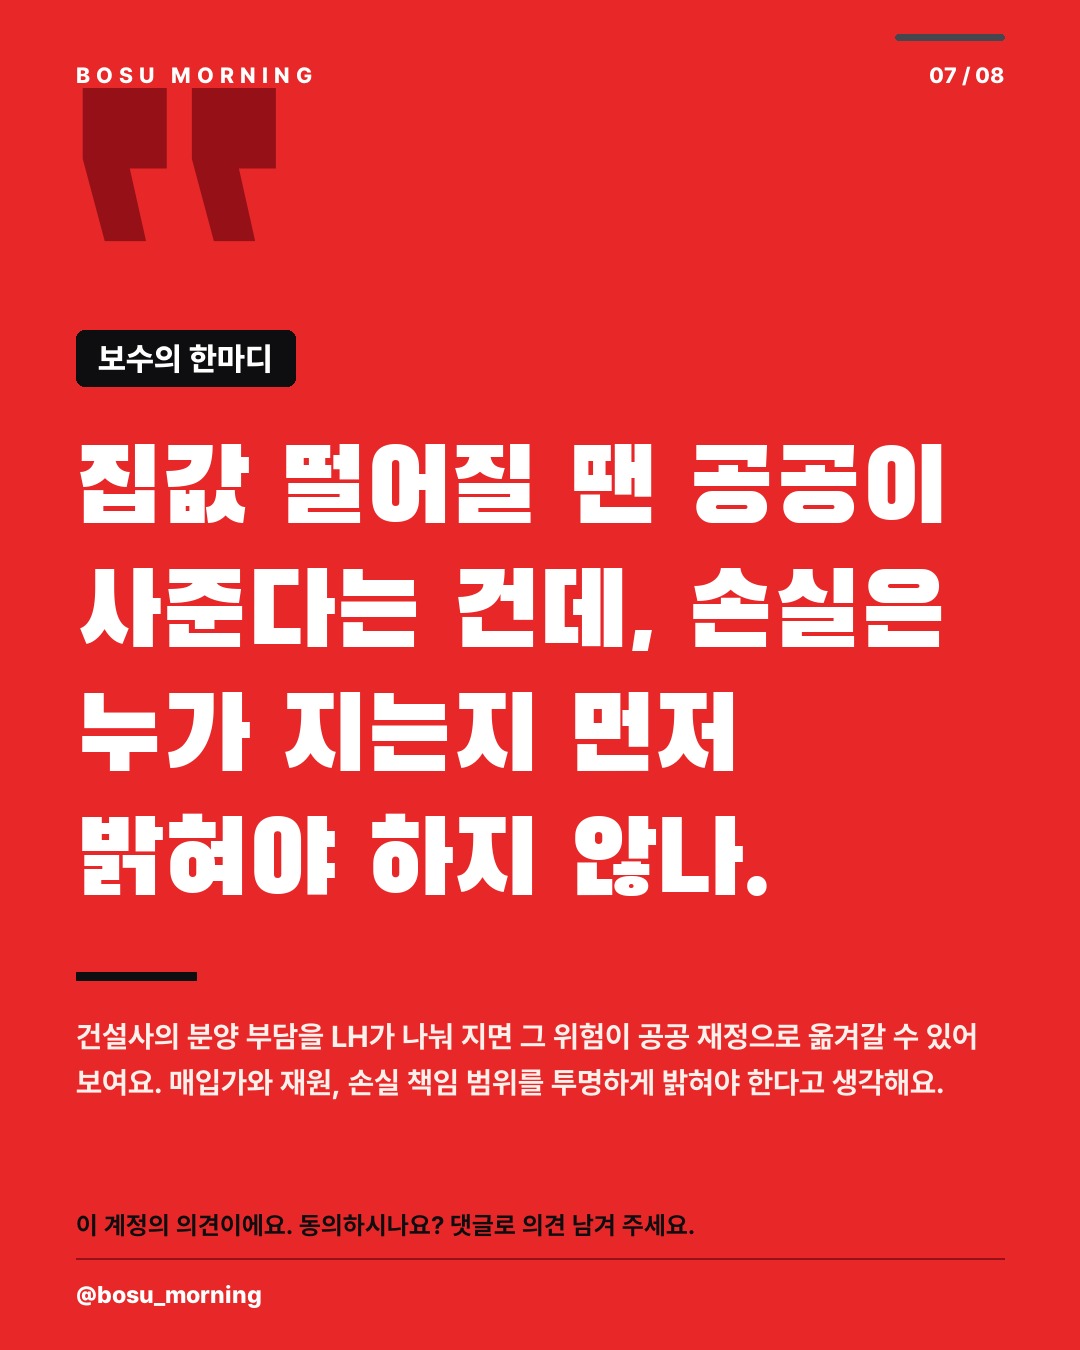 BOSU MORNING
07 / 08
보수의 한마디
집값 떨어질 땐 공공이
사준다는 건데, 손실은
누가 지는지 먼저
밝혀야 하지 않나.
건설사의 분양 부담을 LH가 나눠 지면 그 위험이 공공 재정으로 옮겨갈 수 있어
보여요. 매입가와 재원, 손실 책임 범위를 투명하게 밝혀야 한다고 생각해요.
이 계정의 의견이에요. 동의하시나요? 댓글로 의견 남겨 주세요.
@bosu_morning